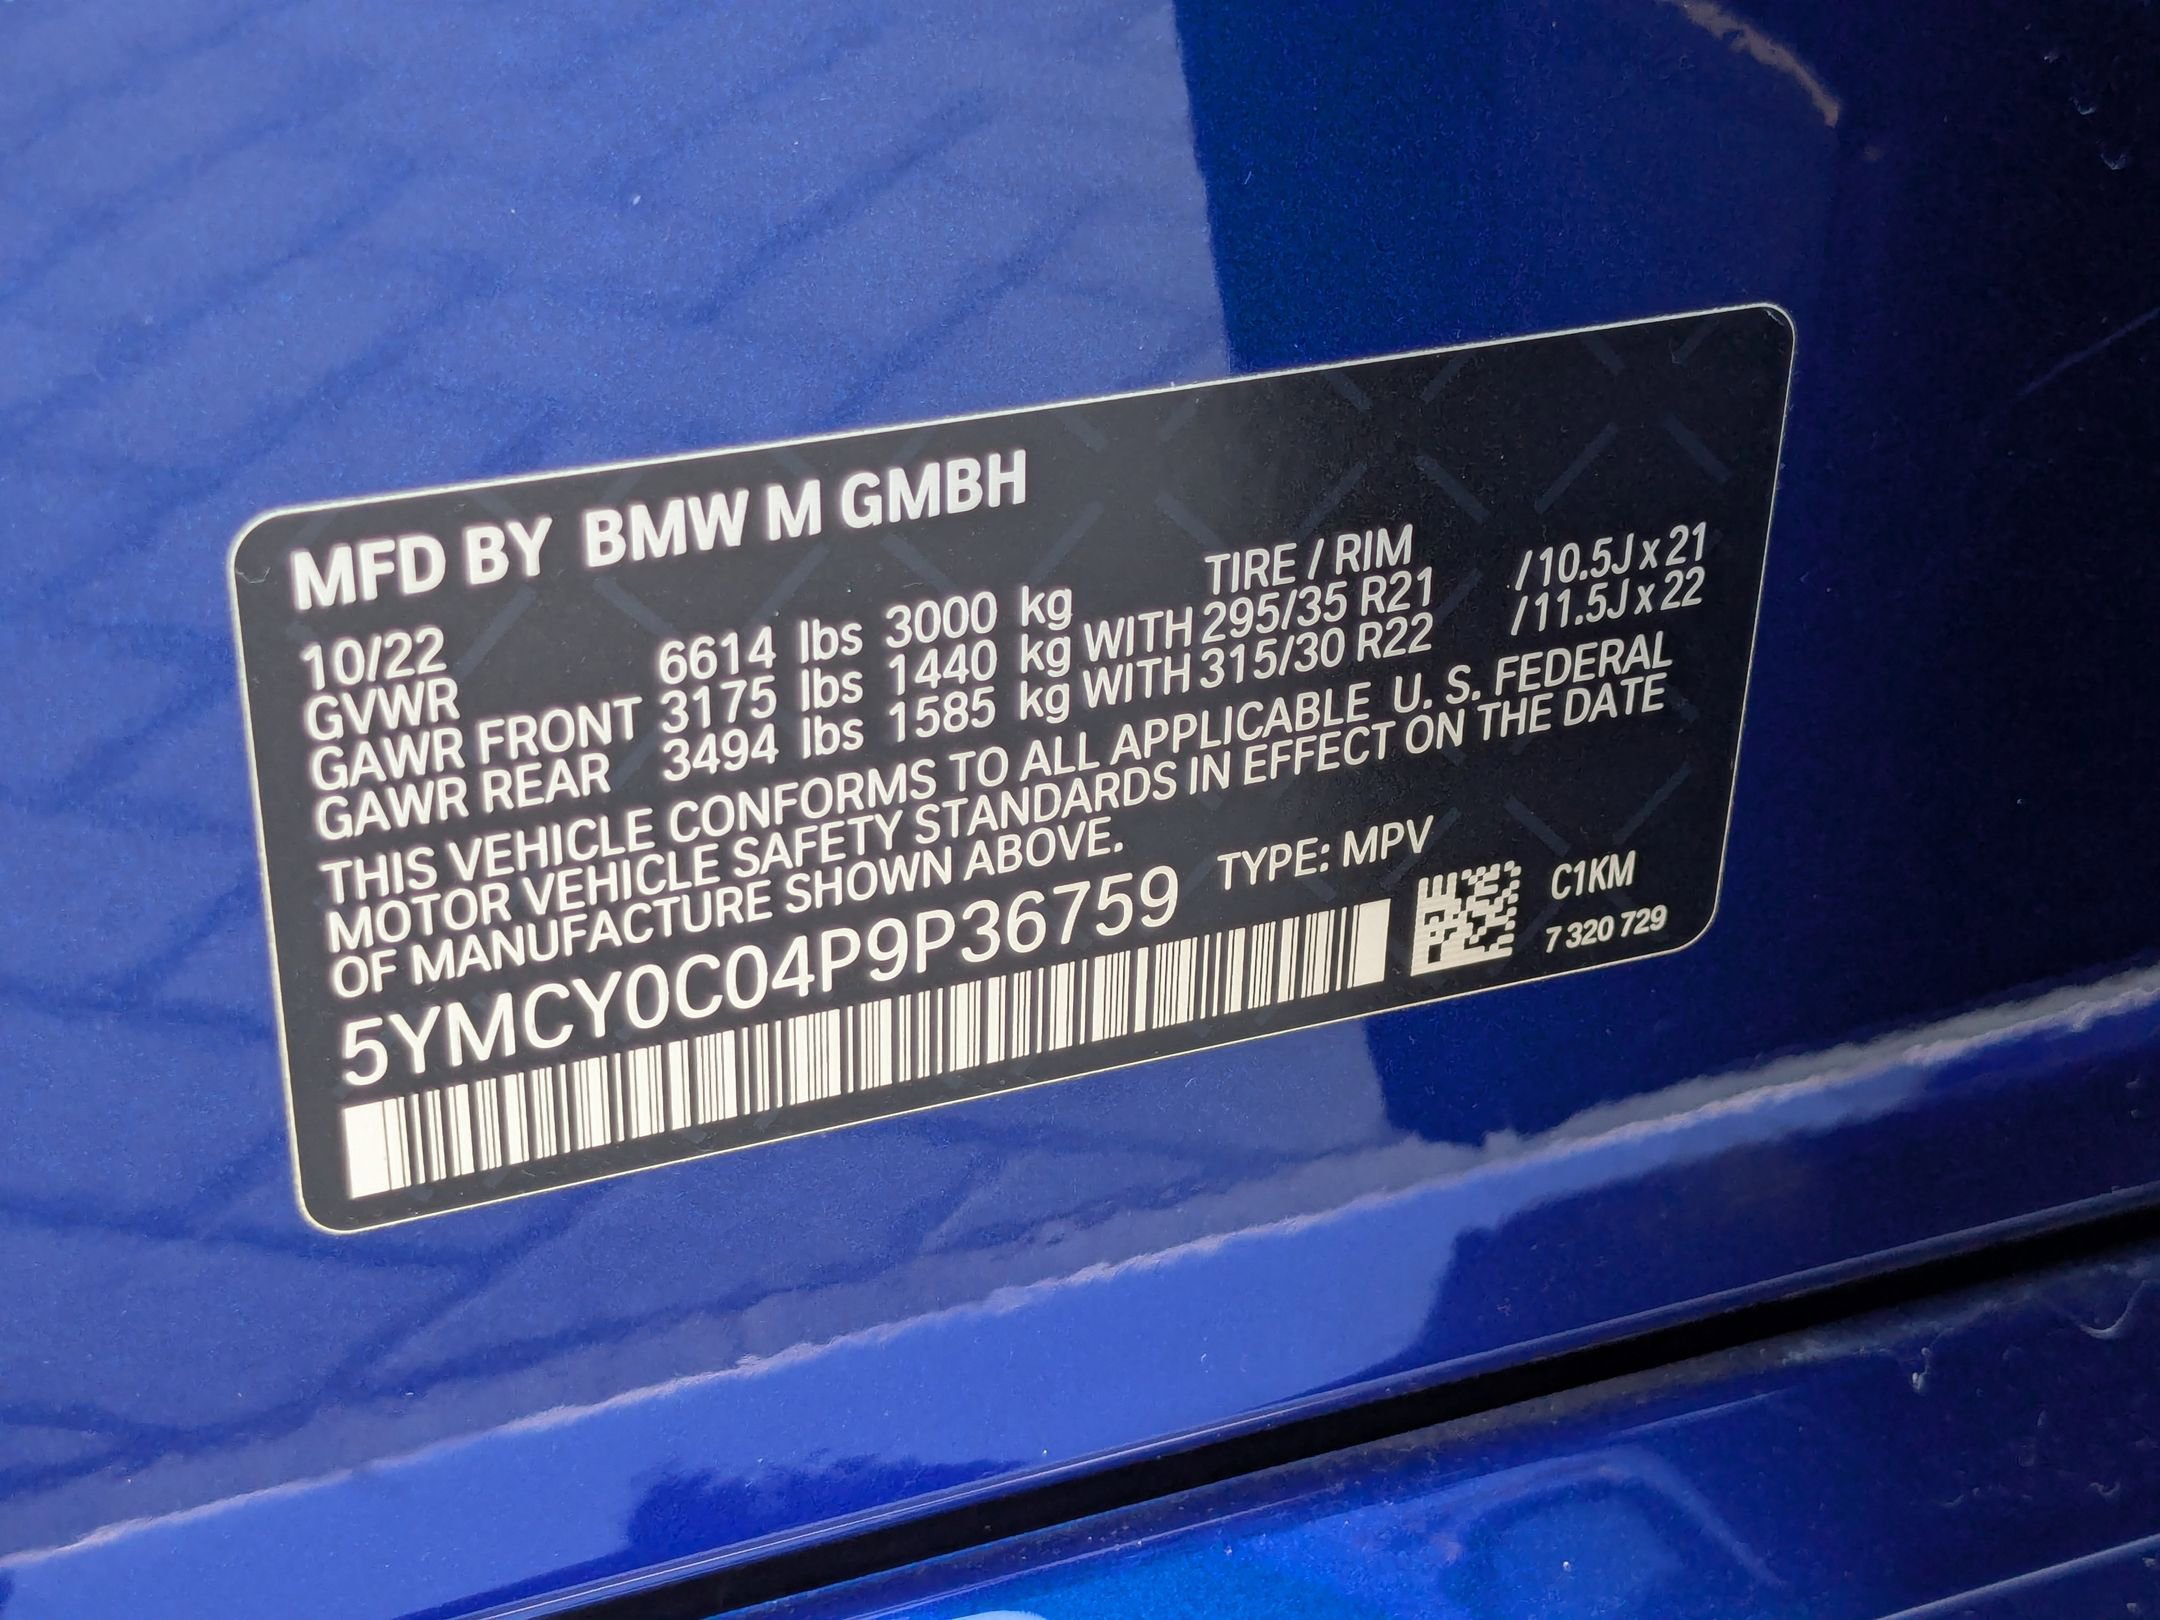 MFD BY BMW M GMBH
10/22 TIRE / RIM
GVWR 6614 lbs 3000 kg
GAWR FRONT 3175 lbs 1440 kg WITH 295/35 R21 /10.5J x 21
GAWR REAR 3494 lbs 1585 kg WITH 315/30 R22 /11.5J x 22
THIS VEHICLE CONFORMS TO ALL APPLICABLE U. S. FEDERAL
MOTOR VEHICLE SAFETY STANDARDS IN EFFECT ON THE DATE
OF MANUFACTURE SHOWN ABOVE.
5YMCY0C04P9P36759 TYPE: MPV
C1KM
7 320 729